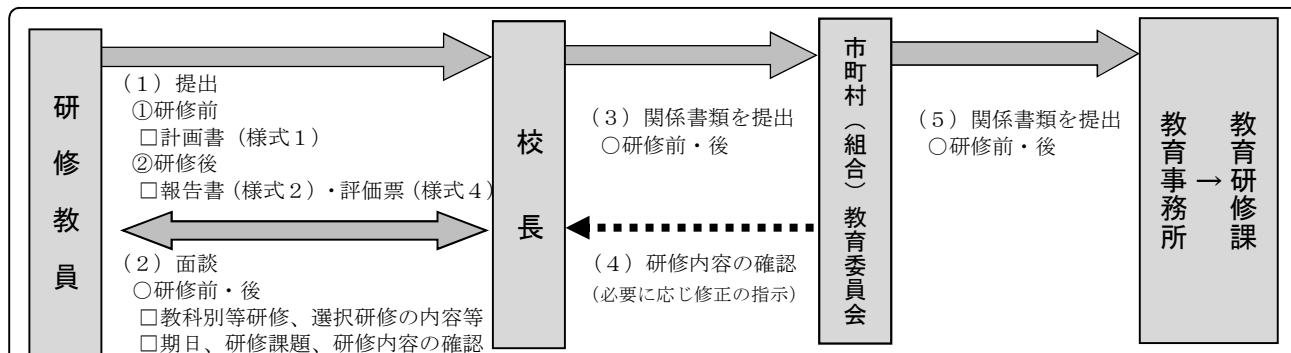 研修教員
(1)提出
①研修前
□計画書(様式1)
②研修後
□報告書(様式2)・評価票(様式4)
(2)面談
○研修前・後
□教科別等研修、選択研修の内容等
□期日、研修課題、研修内容の確認
校長
(3)関係書類を提出
○研修前・後
(4)研修内容の確認
(必要に応じ修正の指示)
市町村(組合)教育委員会
(5)関係書類を提出
○研修前・後
教育事務所→教育研修課